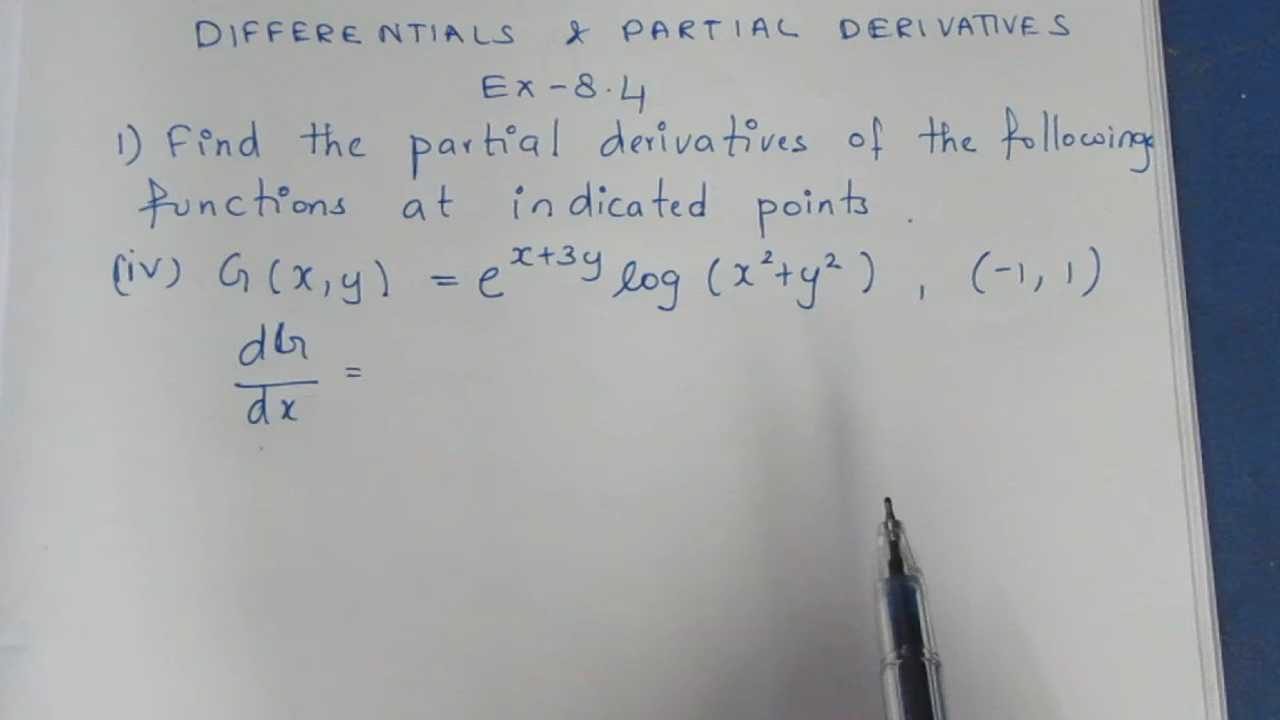 DIFFERENTIALS & PARTIAL DERIVATIVES
Ex - 8.4
1) Find the partial derivatives of the following
functions at indicated points.
(iv) G(x,y) = e^{x+3y} log (x²+y²), (-1, 1)
dG/dx =